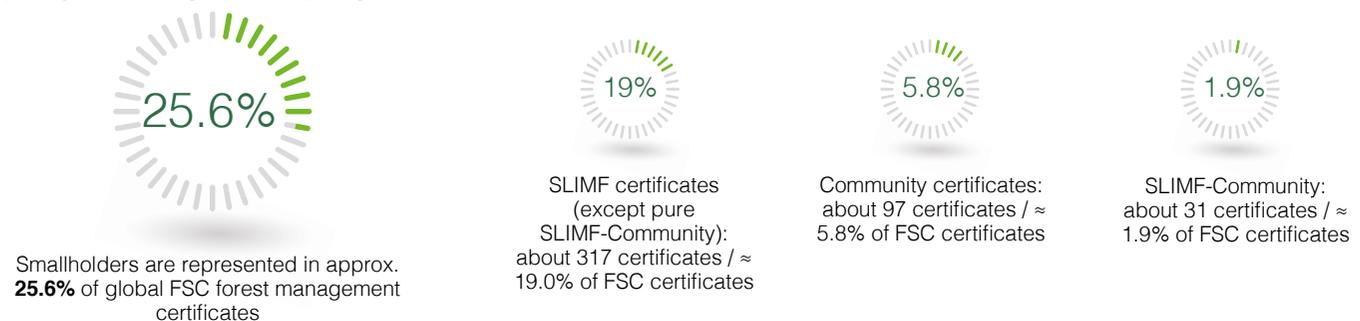 25.6%
Smallholders are represented in approx.
25.6% of global FSC forest management
certificates
19%
SLIMF certificates
(except pure
SLIMF-Community):
about 317 certificates / ≈
19.0% of FSC certificates
5.8%
Community certificates:
about 97 certificates / ≈
5.8% of FSC certificates
1.9%
SLIMF-Community:
about 31 certificates / ≈
1.9% of FSC certificates